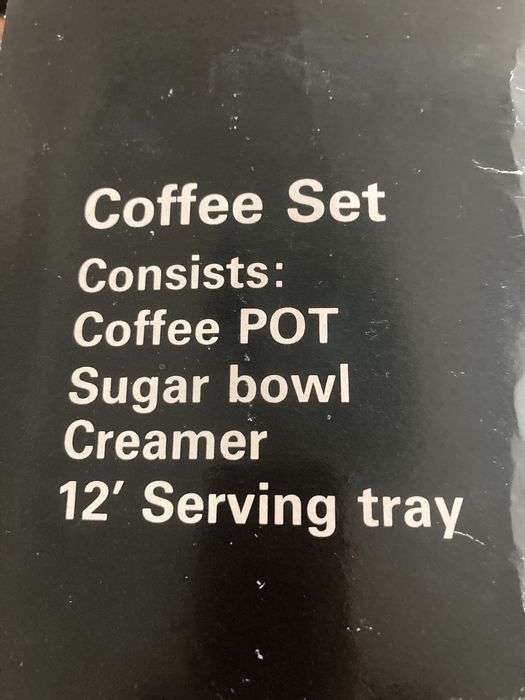 Coffee Set
Consists:
Coffee POT
Sugar bowl
Creamer
12′ Serving tray